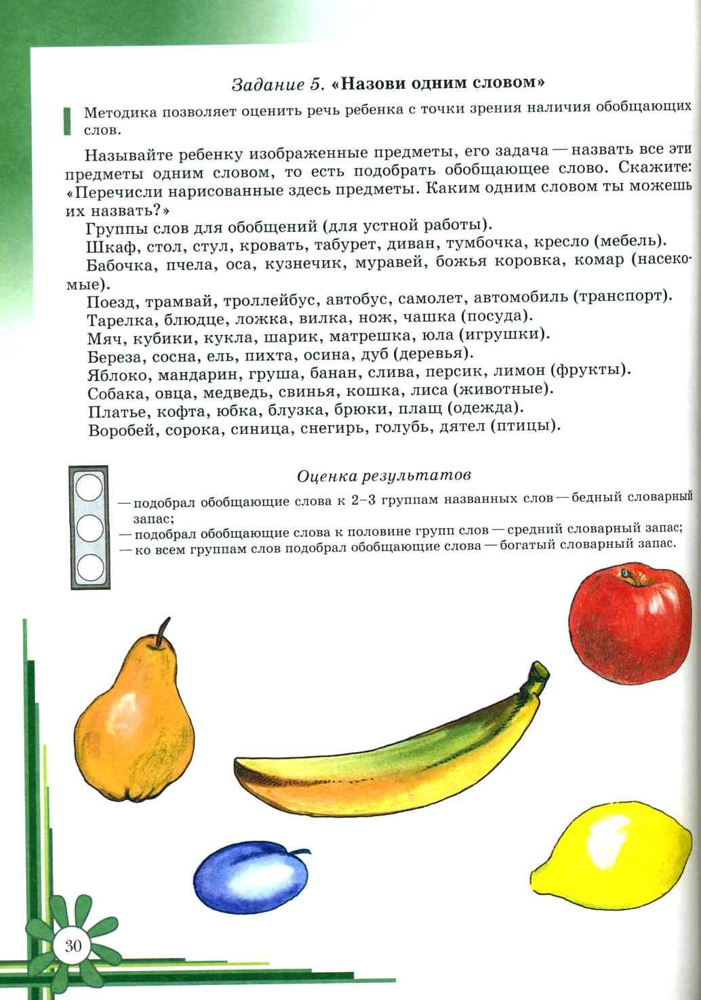 Задание 5. «Назови одним словом»
Методика позволяет оценить речь ребенка с точки зрения наличия обобщающих
слов.
Называйте ребенку изображенные предметы, его задача — назвать все эти
предметы одним словом, то есть подобрать обобщающее слово. Скажите:
«Перечисли нарисованные здесь предметы. Каким одним словом ты можешь
их назвать?»
Группы слов для обобщений (для устной работы).
Шкаф, стол, стул, кровать, табурет, диван, тумбочка, кресло (мебель).
Бабочка, пчела, оса, кузнечик, муравей, божья коровка, комар (насеко-
мые).
Поезд, трамвай, троллейбус, автобус, самолет, автомобиль (транспорт).
Тарелка, блюдце, ложка, вилка, нож, чашка (посуда).
Мяч, кубики, кукла, шарик, матрешка, юла (игрушки).
Береза, сосна, ель, пихта, осина, дуб (деревья).
Яблоко, мандарин, груша, банан, слива, персик, лимон (фрукты).
Собака, овца, медведь, свинья, кошка, лиса (животные).
Платье, кофта, юбка, блузка, брюки, плащ (одежда).
Воробей, сорока, синица, снегирь, голубь, дятел (птицы).
Оценка результатов
— подобрал обобщающие слова к 2–3 группам названных слов — бедный словарный
запас;
— подобрал обобщающие слова к половине групп слов — средний словарный запас;
— ко всем группам слов подобрал обобщающие слова — богатый словарный запас.
30